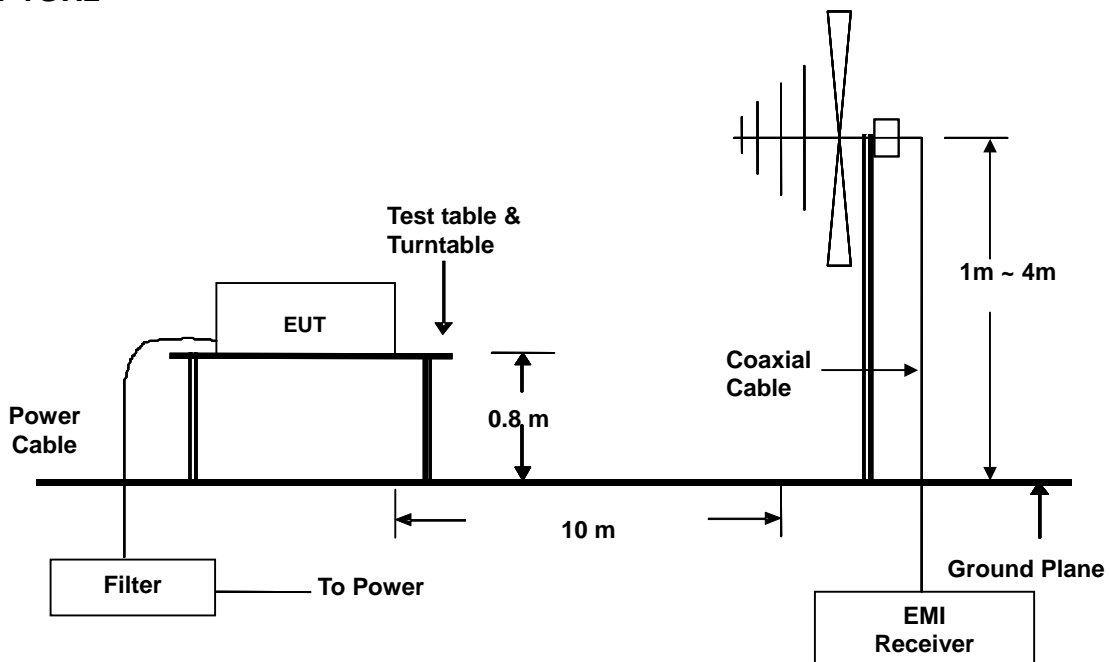 Test table &
Turntable
EUT
1m ~ 4m
Coaxial
Cable
0.8 m
Power
Cable
10 m
Ground Plane
Filter
To Power
EMI
Receiver